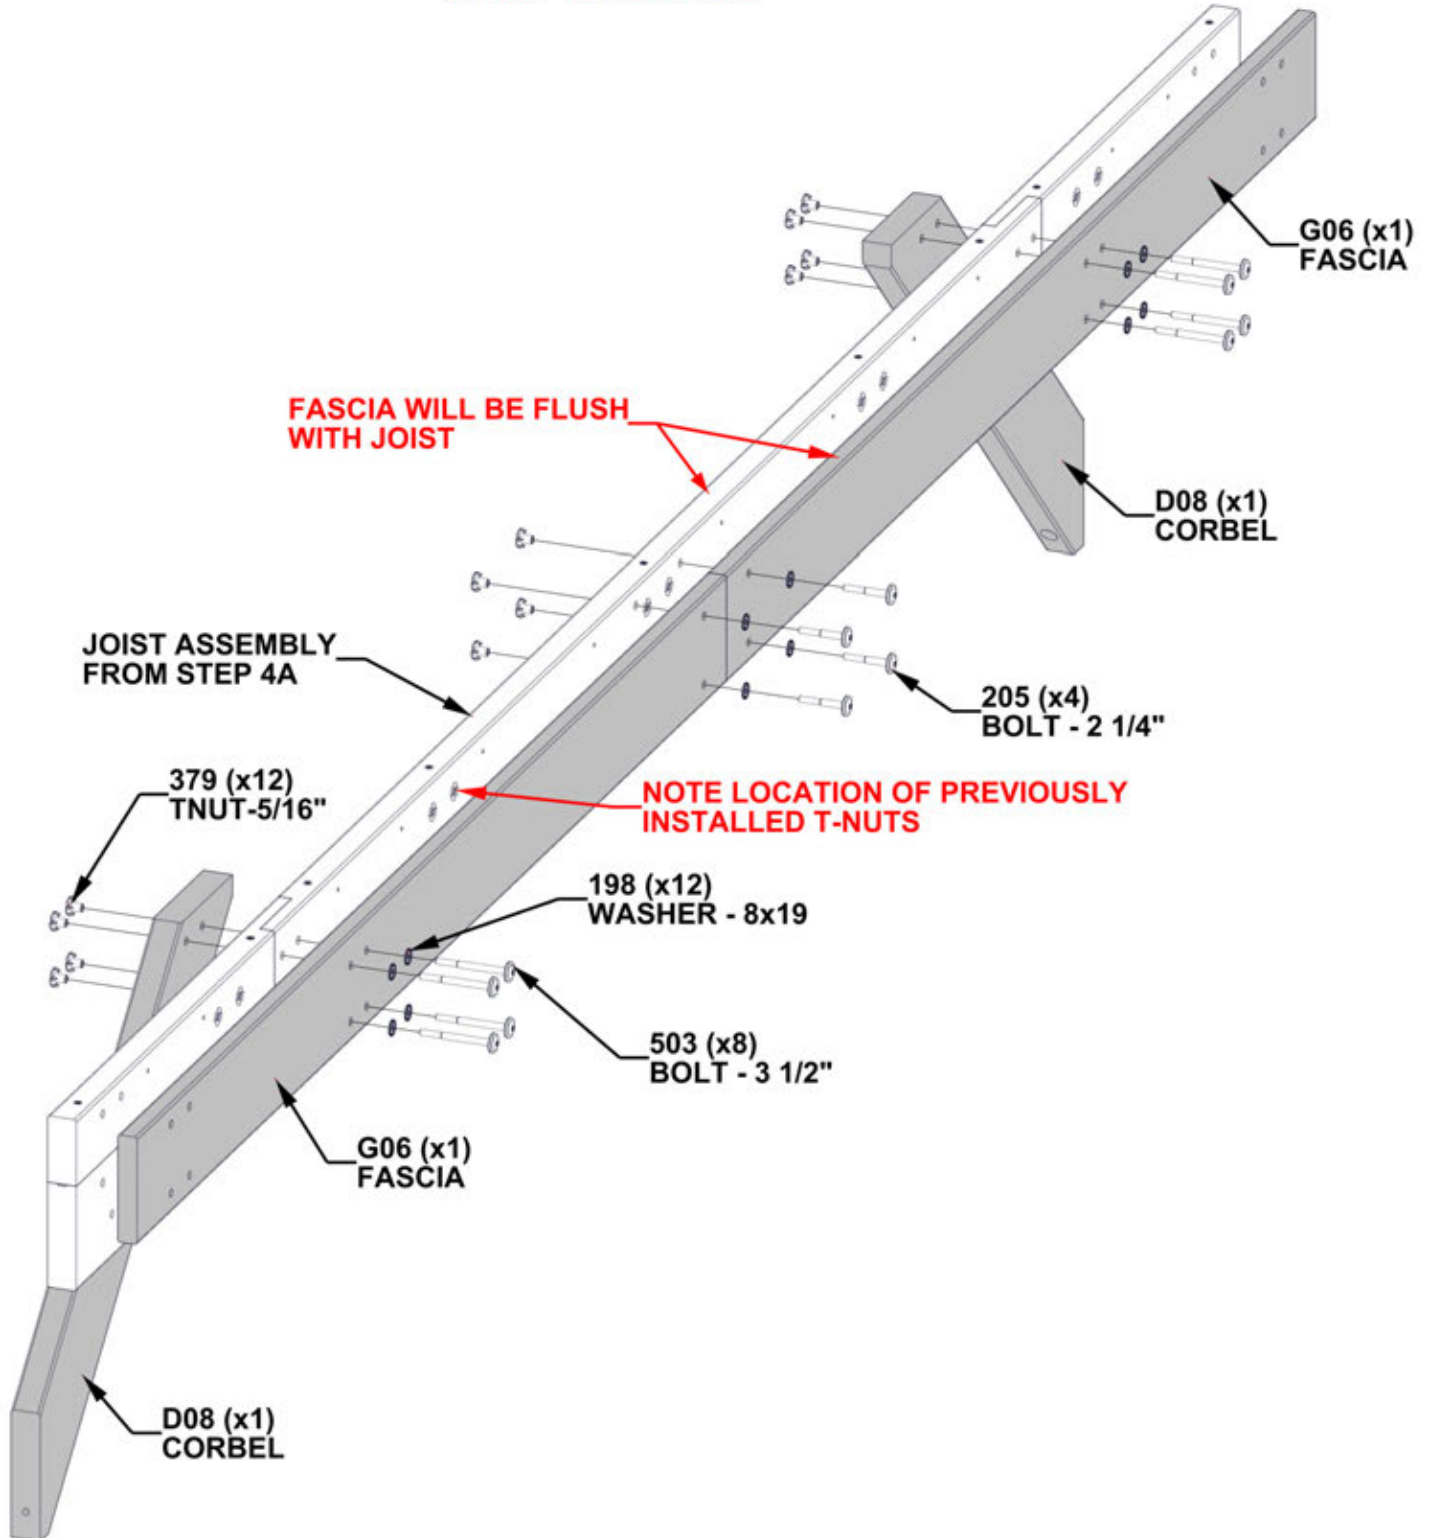 G06 (x1)
FASCIA
FASCIA WILL BE FLUSH
WITH JOIST
D08 (x1)
CORBEL
JOIST ASSEMBLY
FROM STEP 4A
205 (x4)
BOLT - 2 1/4"
379 (x12)
TNUT-5/16"
NOTE LOCATION OF PREVIOUSLY
INSTALLED T-NUTS
198 (x12)
WASHER - 8x19
503 (x8)
BOLT - 3 1/2"
G06 (x1)
FASCIA
D08 (x1)
CORBEL